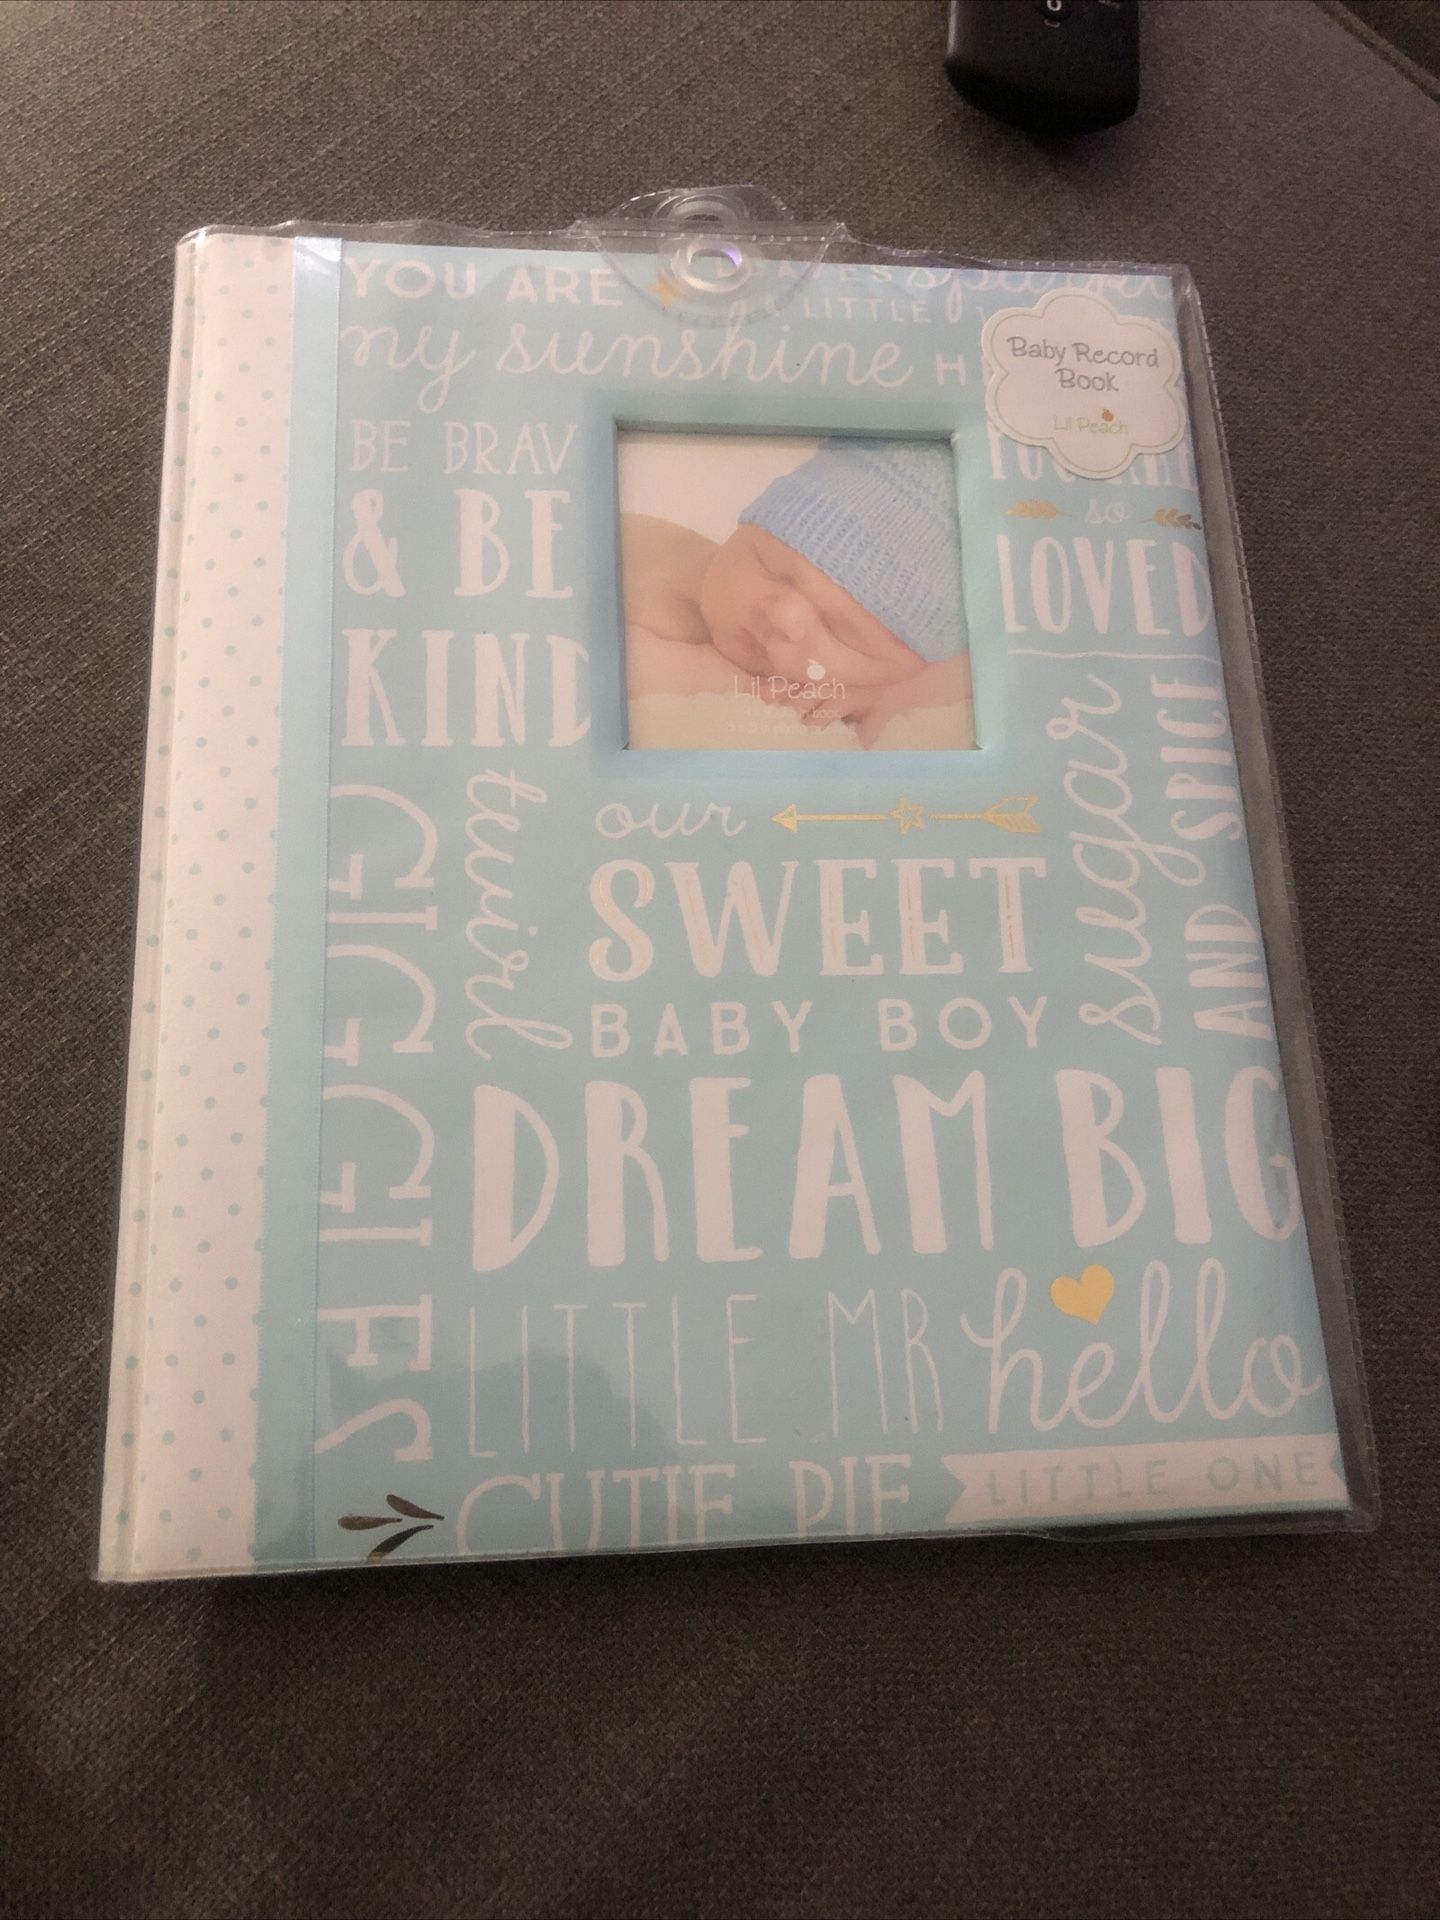 YOU ARE
my sunshine
LITTLE
Baby Record
Book
Lil Peach
BE BRAV
& BE
KIND
so
LOVED
Lil Peach
sugar
AND SPICE
GIGGLES
twirl
our
SWEET
BABY BOY
DREAM BIG
LITTLE MR
hello
CUTIE PIE
LITTLE ONE